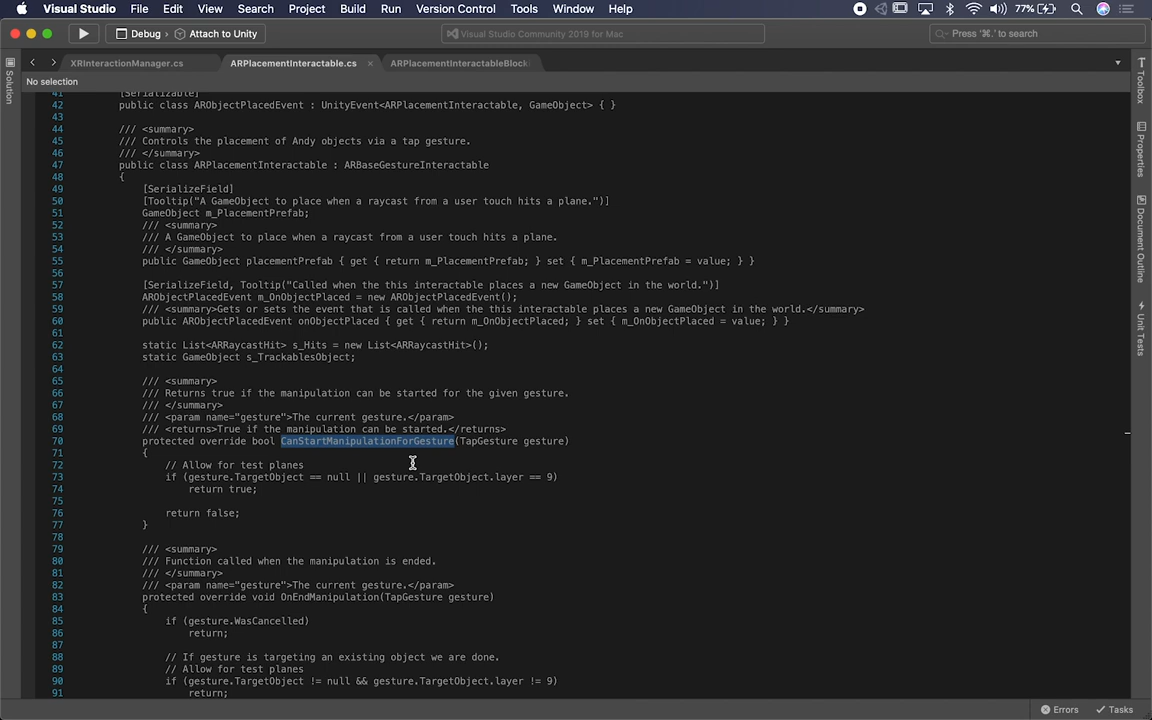 Visual Studio File Edit View Search Project Build Run Version Control Tools Window Help 77%
Debug › Attach to Unity Visual Studio Community 2019 for Mac Press '⌘.' to search
XRInteractionManager.cs ARPlacementInteractable.cs × ARPlacementInteractableBlock
No selection
Solution
Toolbox
Properties
Document Outline
Unit Tests
41 [Serializable]
42 public class ARObjectPlacedEvent : UnityEvent<ARPlacementInteractable, GameObject> { }
43
44 /// <summary>
45 /// Controls the placement of Andy objects via a tap gesture.
46 /// </summary>
47 public class ARPlacementInteractable : ARBaseGestureInteractable
48 {
49 [SerializeField]
50 [Tooltip("A GameObject to place when a raycast from a user touch hits a plane.")]
51 GameObject m_PlacementPrefab;
52 /// <summary>
53 /// A GameObject to place when a raycast from a user touch hits a plane.
54 /// </summary>
55 public GameObject placementPrefab { get { return m_PlacementPrefab; } set { m_PlacementPrefab = value; } }
56
57 [SerializeField, Tooltip("Called when the this interactable places a new GameObject in the world.")]
58 ARObjectPlacedEvent m_OnObjectPlaced = new ARObjectPlacedEvent();
59 /// <summary>Gets or sets the event that is called when the this interactable places a new GameObject in the world.</summary>
60 public ARObjectPlacedEvent onObjectPlaced { get { return m_OnObjectPlaced; } set { m_OnObjectPlaced = value; } }
61
62 static List<ARRaycastHit> s_Hits = new List<ARRaycastHit>();
63 static GameObject s_TrackablesObject;
64
65 /// <summary>
66 /// Returns true if the manipulation can be started for the given gesture.
67 /// </summary>
68 /// <param name="gesture">The current gesture.</param>
69 /// <returns>True if the manipulation can be started.</returns>
70 protected override bool CanStartManipulationForGesture(TapGesture gesture)
71 {
72 // Allow for test planes
73 if (gesture.TargetObject == null || gesture.TargetObject.layer == 9)
74 return true;
75
76 return false;
77 }
78
79 /// <summary>
80 /// Function called when the manipulation is ended.
81 /// </summary>
82 /// <param name="gesture">The current gesture.</param>
83 protected override void OnEndManipulation(TapGesture gesture)
84 {
85 if (gesture.WasCancelled)
86 return;
87
88 // If gesture is targeting an existing object we are done.
89 // Allow for test planes
90 if (gesture.TargetObject != null && gesture.TargetObject.layer != 9)
91 return;
Errors Tasks